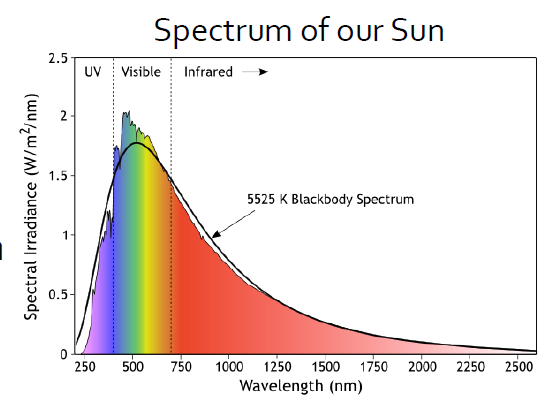 Spectrum of our Sun
2.5
UV Visible Infrared
2
1.5
1
0.5
0
Spectral Irradiance (W/m²/nm)
5525 K Blackbody Spectrum
250 500 750 1000 1250 1500 1750 2000 2250 2500
Wavelength (nm)